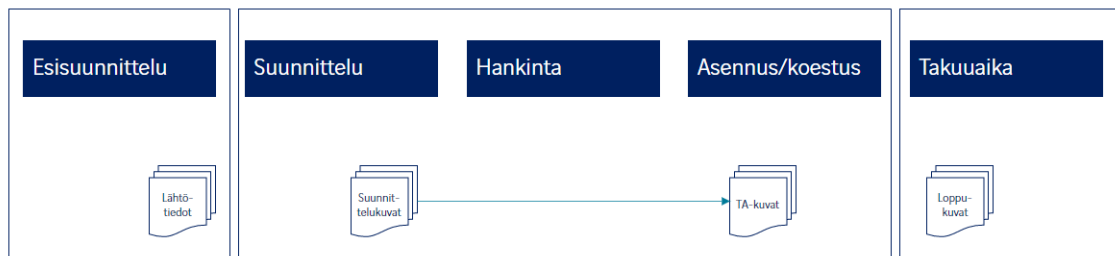 Esisuunnittelu
Suunnittelu
Hankinta
Asennus/koestus
Takuuaika
Lähtö-
tiedot
Suunnit-
telukuvat
TA-kuvat
Loppu-
kuvat